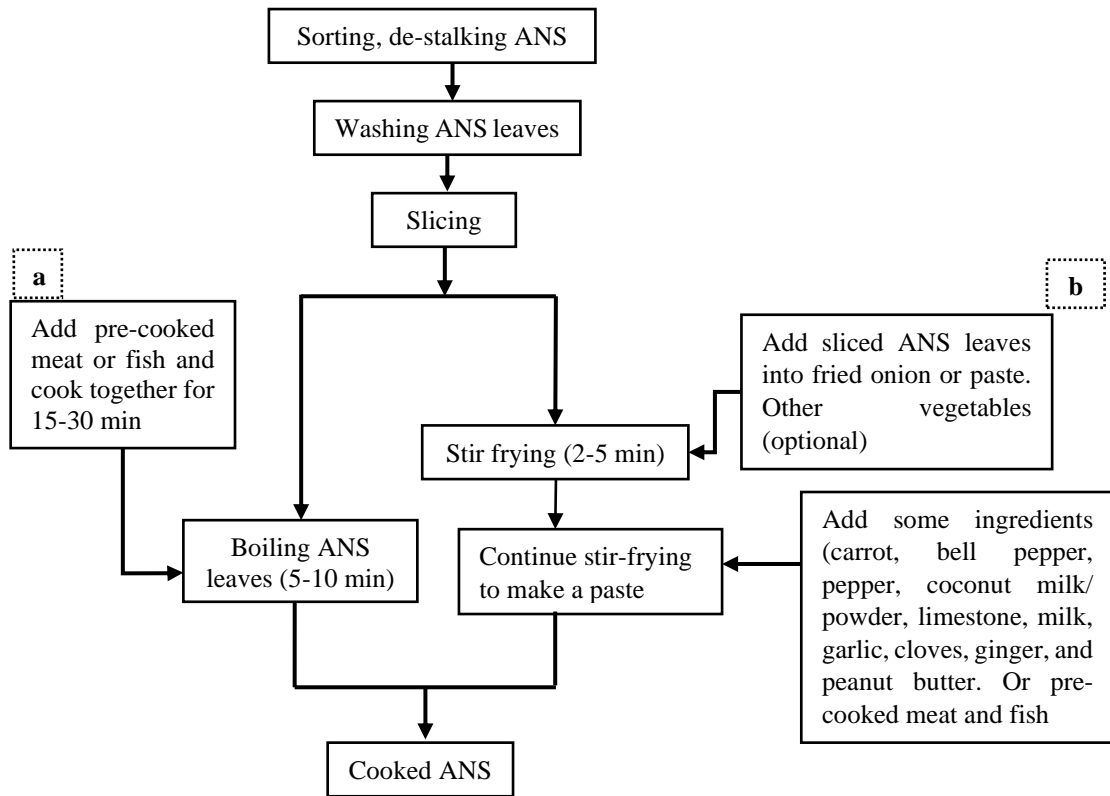 Sorting, de-stalking ANS
Washing ANS leaves
Slicing
a
Add pre-cooked
meat or fish and
cook together for
15-30 min
b
Add sliced ANS leaves
into fried onion or paste.
Other vegetables
(optional)
Stir frying (2-5 min)
Boiling ANS
leaves (5-10 min)
Continue stir-frying
to make a paste
Add some ingredients
(carrot, bell pepper,
pepper, coconut milk/
powder, limestone, milk,
garlic, cloves, ginger, and
peanut butter. Or pre-
cooked meat and fish
Cooked ANS